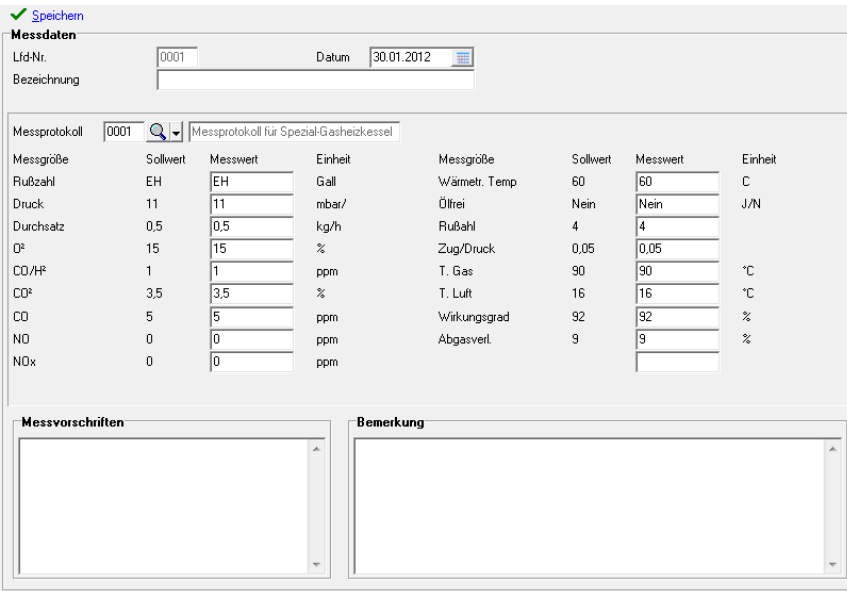 Speichern
Messdaten
Lfd-Nr. 0001 Datum 30.01.2012
Bezeichnung
Messprotokoll 0001 Messprotokoll für Spezial-Gasheizkessel
Messgröße Sollwert Messwert Einheit Messgröße Sollwert Messwert Einheit
Rußzahl EH EH Gall Wärmetr. Temp 60 60 C
Druck 11 11 mbar/ Ölfrei Nein Nein J/N
Durchsatz 0,5 0,5 kg/h Rußahl 4 4
O² 15 15 % Zug/Druck 0,05 0,05
CO/H² 1 1 ppm T. Gas 90 90 °C
CO² 3,5 3,5 % T. Luft 16 16 °C
CO 5 5 ppm Wirkungsgrad 92 92 %
NO 0 0 ppm Abgasverl. 9 9 %
NOx 0 0 ppm
Messvorschriften Bemerkung